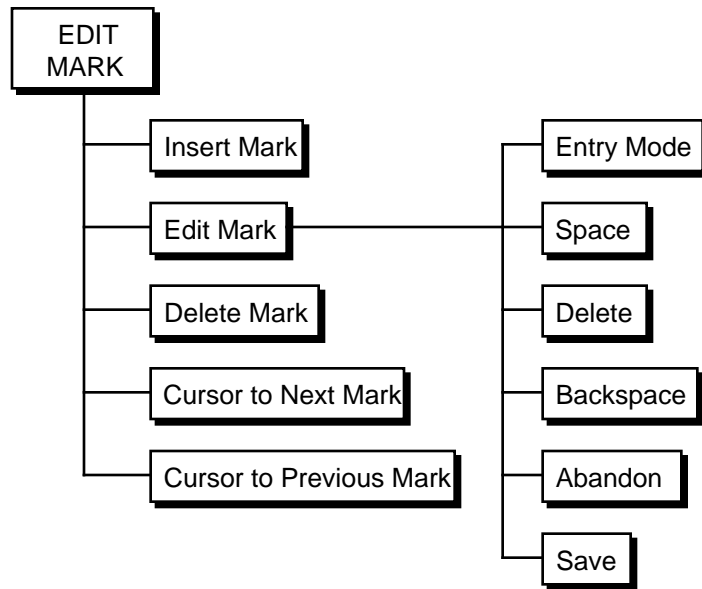 EDIT
MARK
Insert Mark
Edit Mark
Delete Mark
Cursor to Next Mark
Cursor to Previous Mark
Entry Mode
Space
Delete
Backspace
Abandon
Save